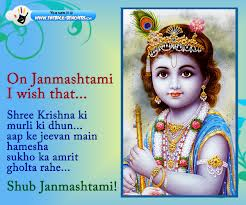 On Janmashtami
I wish that...
Shree Krishna ki
murli ki dhun...
aap ke jeevan main
hamesha
sukho ka amrit
gholta rahe...
Shub Janmashtami!